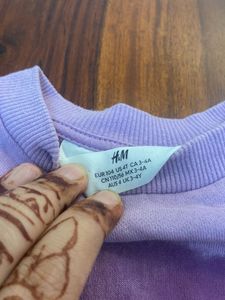 H&M
EUR 104 US 4T CA 3-4A
CN 110/56 MX 3-4A
AUS 4 UK 3-4Y